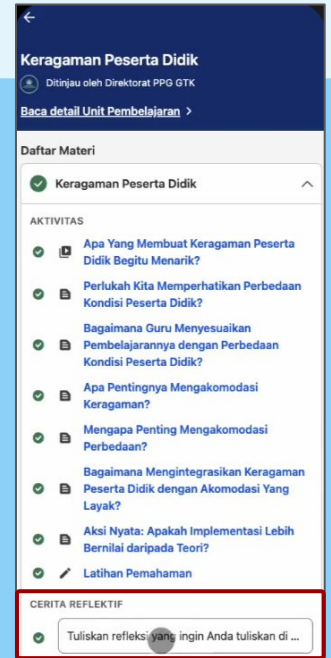 Keragaman Peserta Didik
Ditinjau oleh Direktorat PPG GTK
Baca detail Unit Pembelajaran >
Daftar Materi
Keragaman Peserta Didik
AKTIVITAS
Apa Yang Membuat Keragaman Peserta
Didik Begitu Menarik?
Perlukah Kita Memperhatikan Perbedaan
Kondisi Peserta Didik?
Bagaimana Guru Menyesuaikan
Pembelajarannya dengan Perbedaan
Kondisi Peserta Didik?
Apa Pentingnya Mengakomodasi
Keragaman?
Mengapa Penting Mengakomodasi
Perbedaan?
Bagaimana Mengintegrasikan Keragaman
Peserta Didik dengan Akomodasi Yang
Layak?
Aksi Nyata: Apakah Implementasi Lebih
Bernilai daripada Teori?
Latihan Pemahaman
CERITA REFLEKTIF
Tuliskan refleksi yang ingin Anda tuliskan di ...